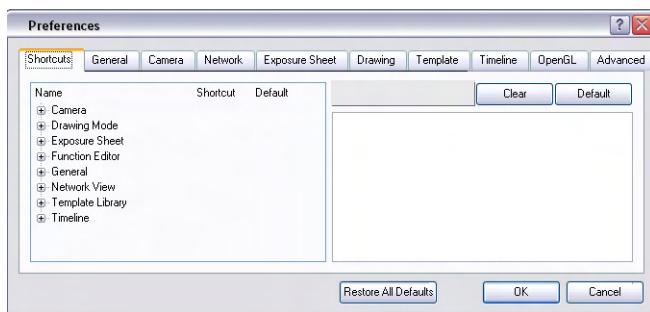 Preferences
?
Shortcuts General Camera Network Exposure Sheet Drawing Template Timeline OpenGL Advanced
Name Shortcut Default
Clear Default
Camera
Drawing Mode
Exposure Sheet
Function Editor
General
Network View
Template Library
Timeline
Restore All Defaults OK Cancel